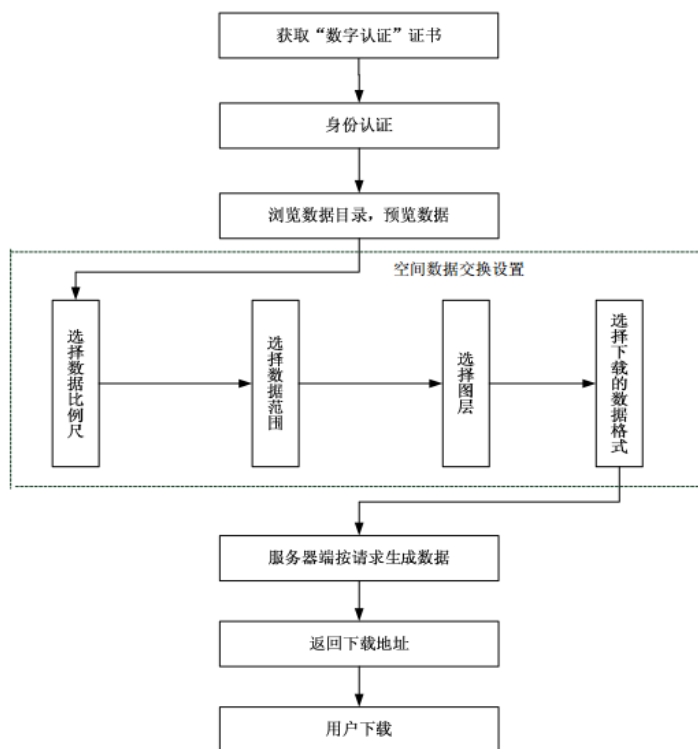 获取“数字认证”证书
身份认证
浏览数据目录，预览数据
空间数据交换设置
选择数据比例尺
选择数据范围
选择图层
选择下载的数据格式
服务器端按请求生成数据
返回下载地址
用户下载